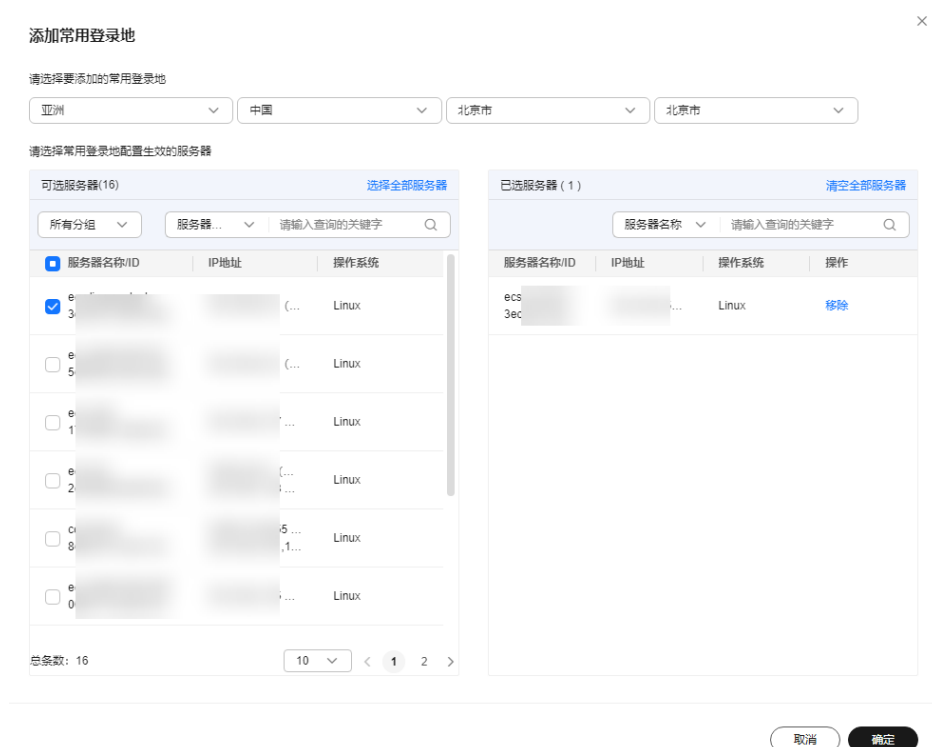 添加常用登录地
请选择要添加的常用登录地
亚洲 中国 北京市 北京市
请选择常用登录地配置生效的服务器
可选服务器(16) 选择全部服务器
所有分组 服务器... 请输入查询的关键字
服务器名称/ID IP地址 操作系统
(... Linux
(... Linux
... Linux
(... Linux
...
5 ... Linux
,1...
... Linux
总条数: 16 10 1 2
已选服务器 ( 1 ) 清空全部服务器
服务器名称 请输入查询的关键字
服务器名称/ID IP地址 操作系统 操作
ecs ... Linux 移除
3ec
取消 确定